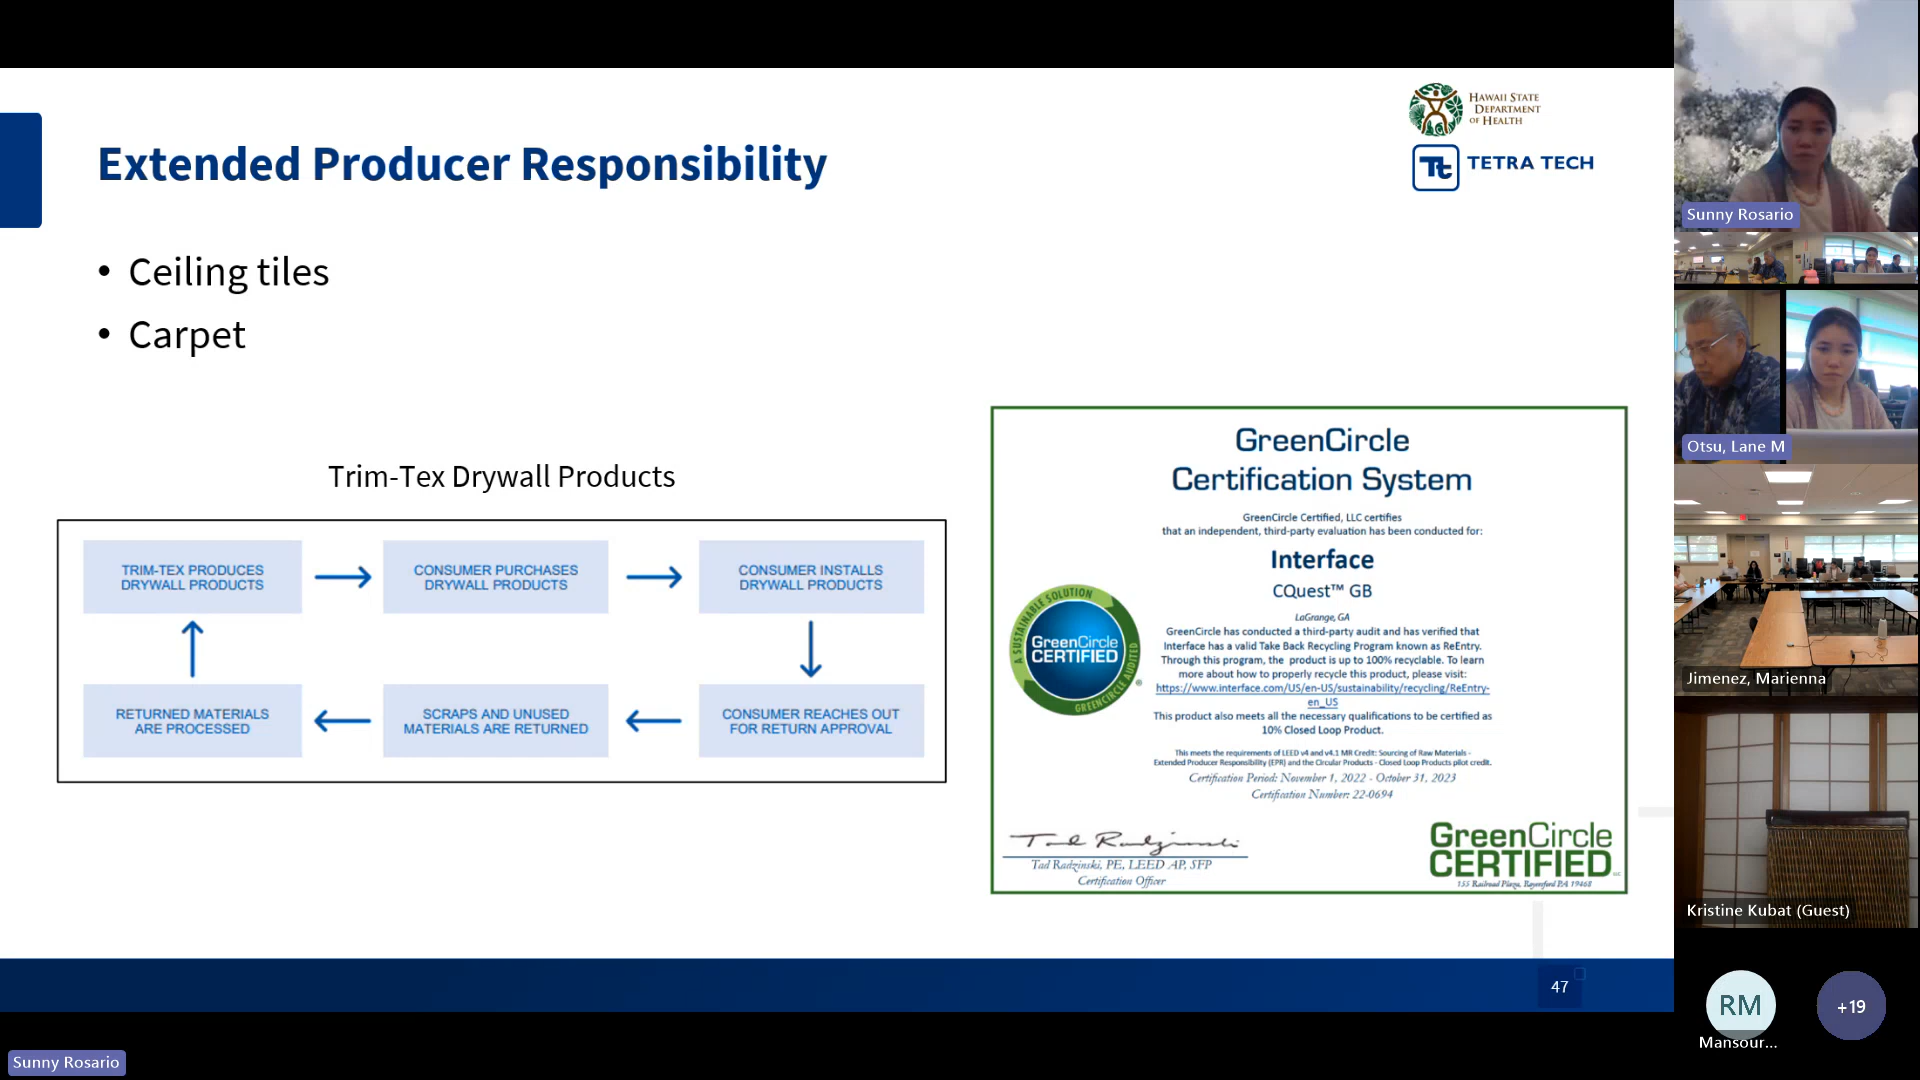 HAWAII STATE
DEPARTMENT
OF HEALTH
Tt TETRA TECH
Extended Producer Responsibility
• Ceiling tiles
• Carpet
Trim-Tex Drywall Products
TRIM-TEX PRODUCES
DRYWALL PRODUCTS
CONSUMER PURCHASES
DRYWALL PRODUCTS
CONSUMER INSTALLS
DRYWALL PRODUCTS
RETURNED MATERIALS
ARE PROCESSED
SCRAPS AND UNUSED
MATERIALS ARE RETURNED
CONSUMER REACHES OUT
FOR RETURN APPROVAL
GreenCircle
Certification System
GreenCircle Certified, LLC certifies
that an independent, third-party evaluation has been conducted for:
Interface
CQuest™ GB
LaGrange, GA
GreenCircle has conducted a third-party audit and has verified that
Interface has a valid Take Back Recycling Program known as ReEntry.
Through this program, the product is up to 100% recyclable. To learn
more about how to properly recycle this product, please visit:
https://www.interface.com/US/en-US/sustainability/recycling/ReEntry-
en_US
This product also meets all the necessary qualifications to be certified as
10% Closed Loop Product.
This meets the requirements of LEED v4 and v4.1 MR Credit: Sourcing of Raw Materials -
Extended Producer Responsibility (EPR) and the Circular Products - Closed Loop Products pilot credit.
Certification Period: November 1, 2022 - October 31, 2023
Certification Number: 22-0694
A SUSTAINABLE SOLUTION
GreenCircle
CERTIFIED
GREENCIRCLE AUDITED
Tad Radzinski
Tad Radzinski, PE, LEED AP, SFP
Certification Officer
GreenCircle
CERTIFIED
155 Railroad Plaza, Royersford PA 19468
47
Sunny Rosario
Sunny Rosario
Otsu, Lane M
Jimenez, Marienna
Kristine Kubat (Guest)
RM
Mansour...
+19